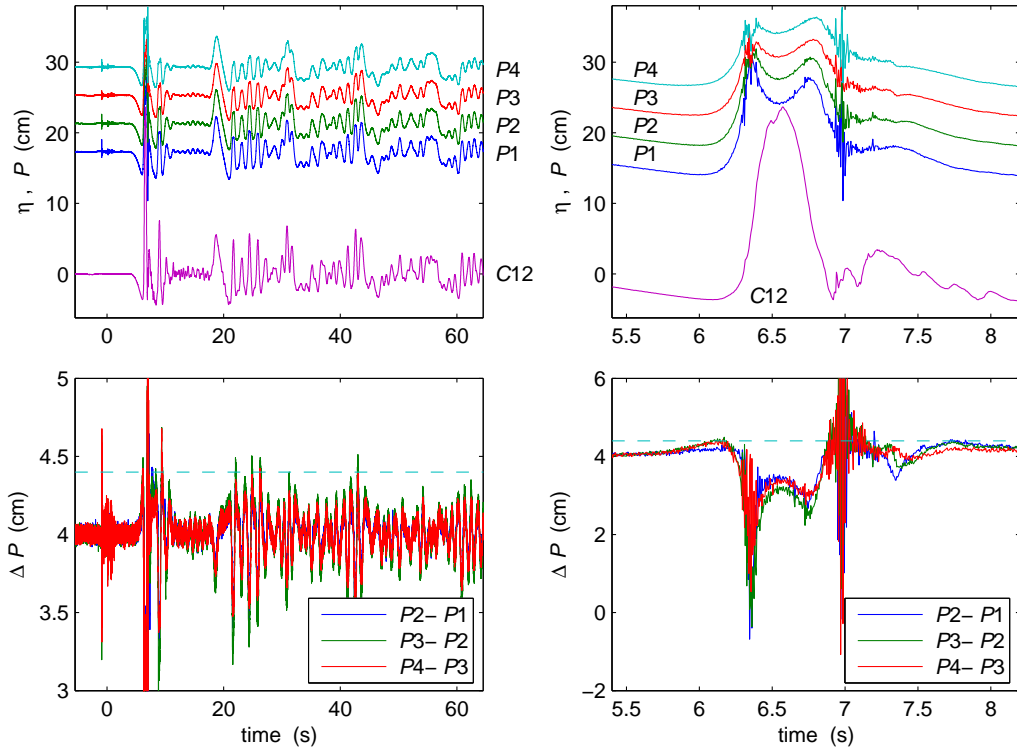 η , P (cm)
30
20
10
0
0
20
40
60
P4
P3
P2
P1
C12
30
20
10
0
5.5
6
6.5
7
7.5
8
η , P (cm)
P4
P3
P2
P1
C12
Δ P (cm)
5
4.5
4
3.5
3
0
20
40
60
time (s)
P2– P1
P3– P2
P4– P3
Δ P (cm)
6
4
2
0
−2
5.5
6
6.5
7
7.5
8
time (s)
P2– P1
P3– P2
P4– P3